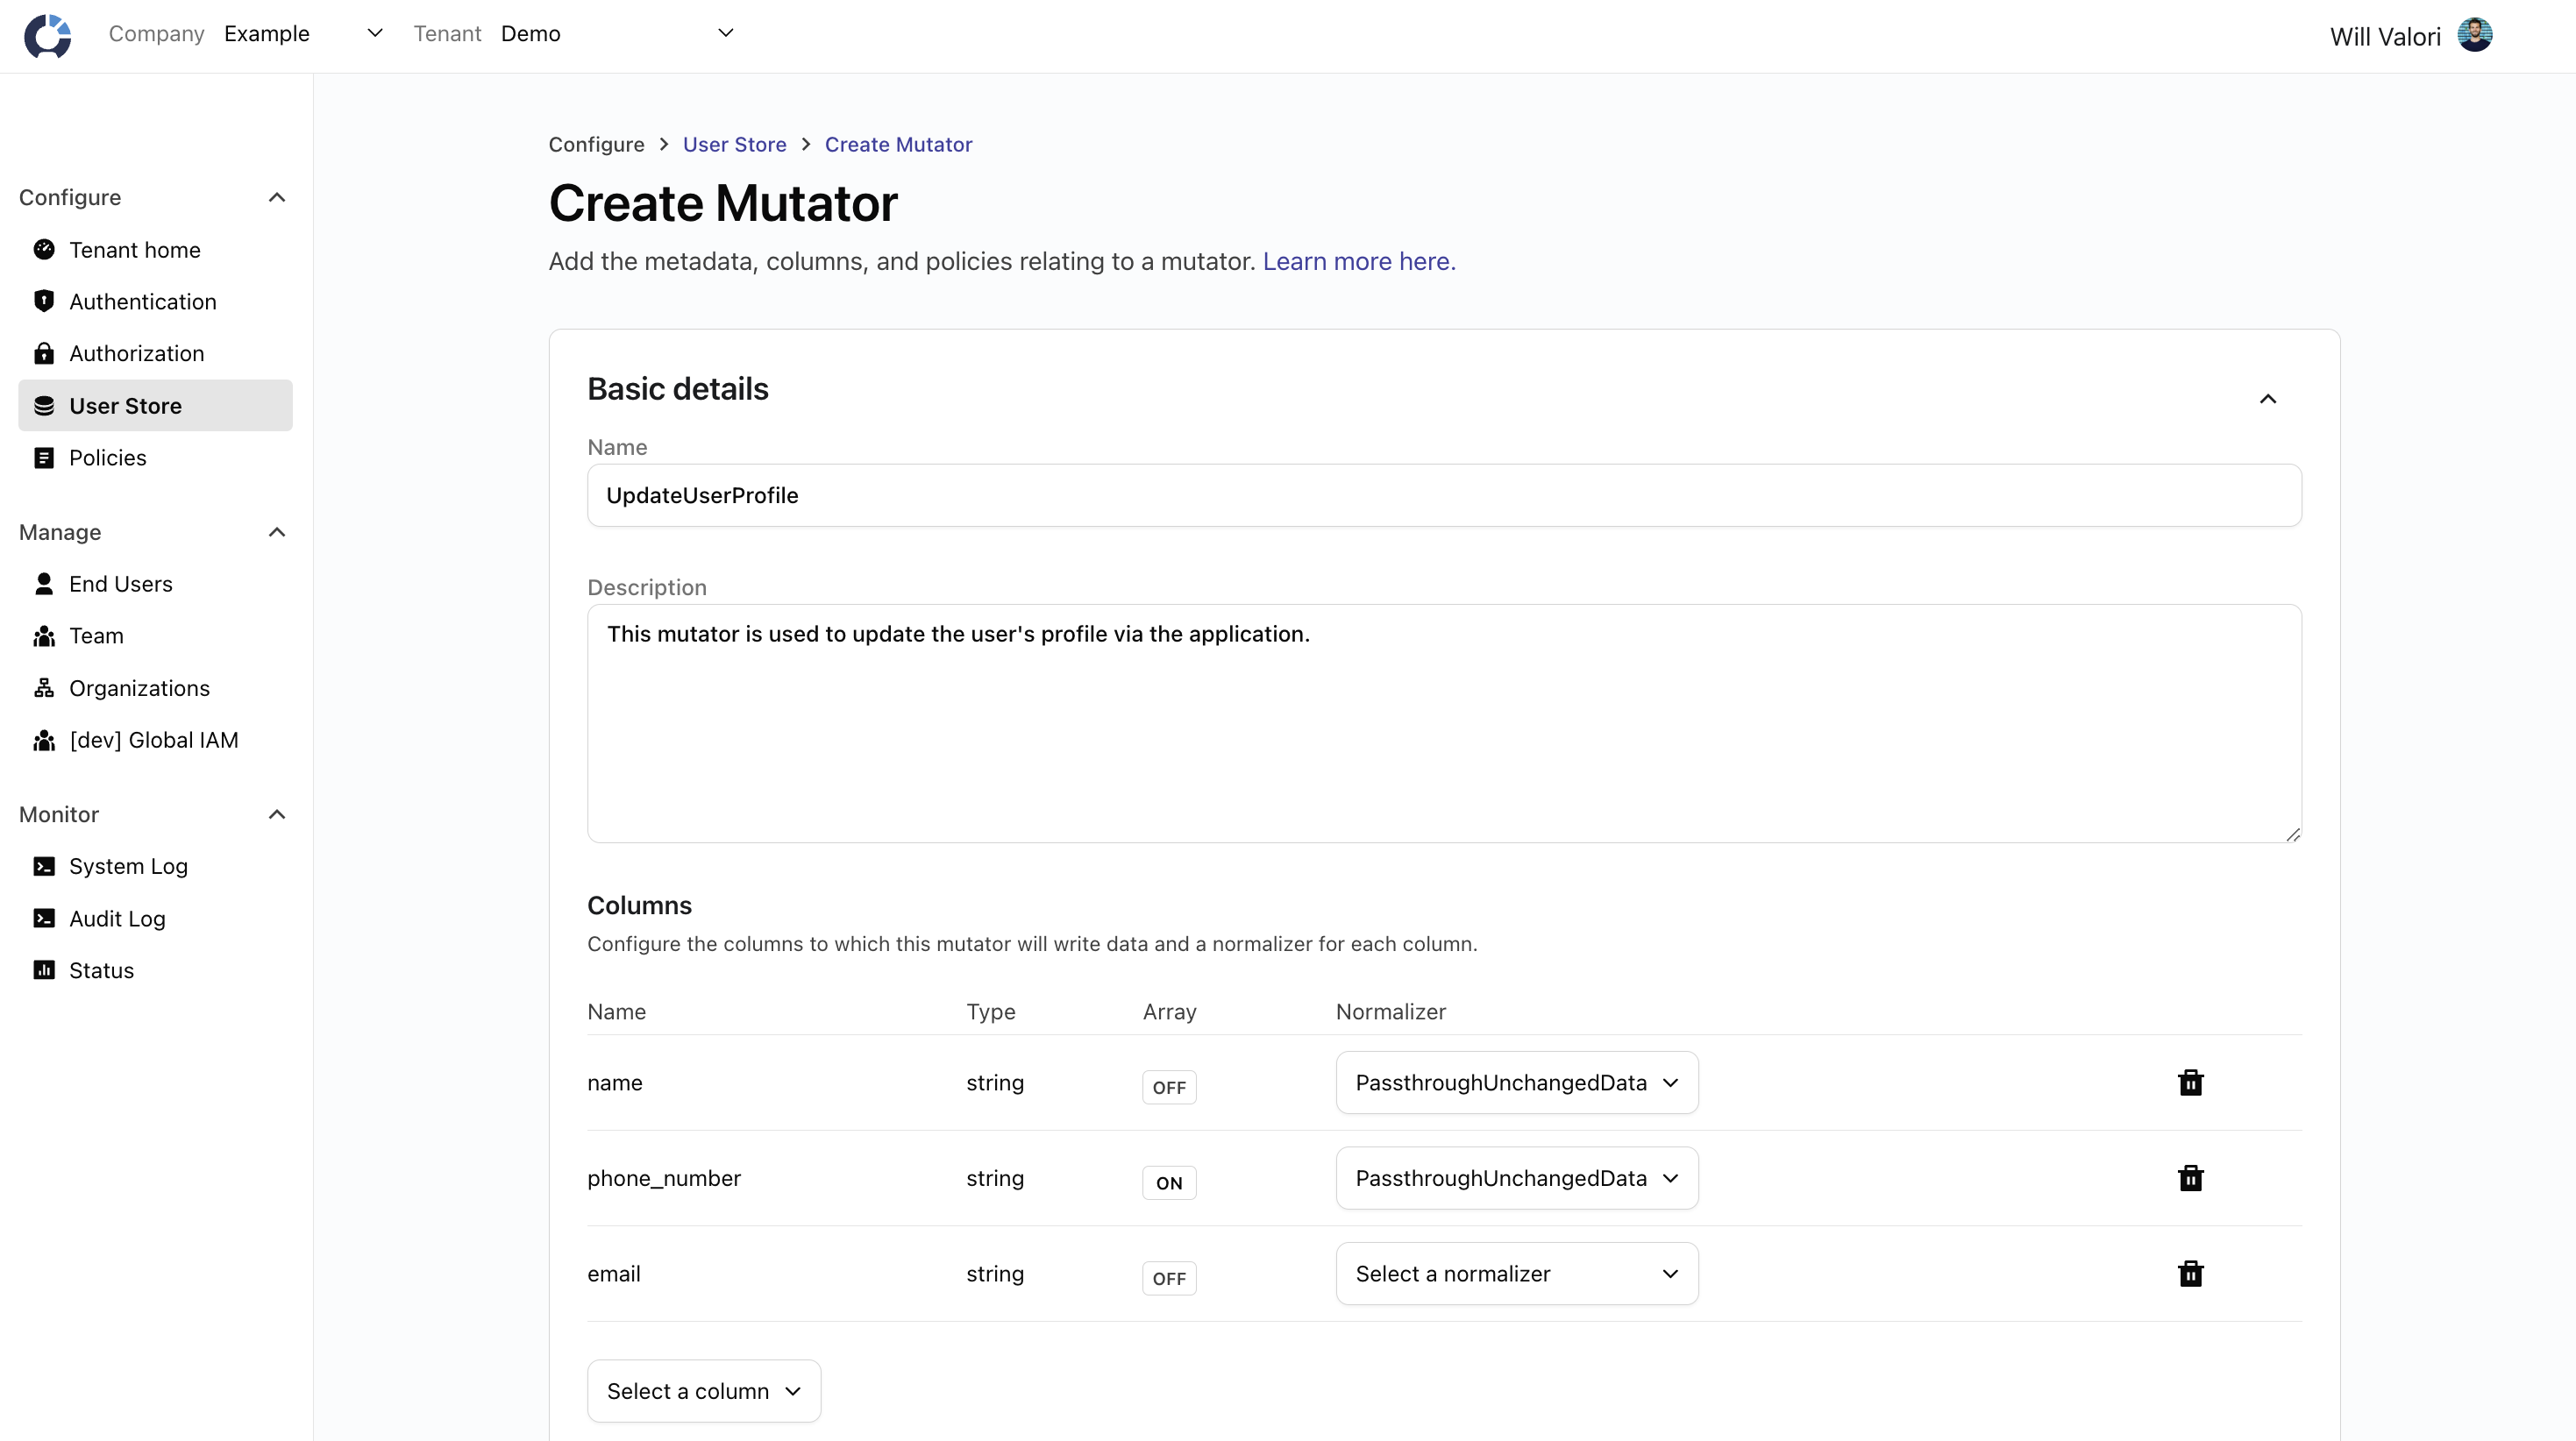 Company Example Tenant Demo Will Valori
Configure
Tenant home
Authentication
Authorization
User Store
Policies
Manage
End Users
Team
Organizations
[dev] Global IAM
Monitor
System Log
Audit Log
Status
Configure > User Store > Create Mutator
Create Mutator
Add the metadata, columns, and policies relating to a mutator. Learn more here.
Basic details
Name
UpdateUserProfile
Description
This mutator is used to update the user's profile via the application.
Columns
Configure the columns to which this mutator will write data and a normalizer for each column.
Name Type Array Normalizer
name string OFF PassthroughUnchangedData
phone_number string ON PassthroughUnchangedData
email string OFF Select a normalizer
Select a column